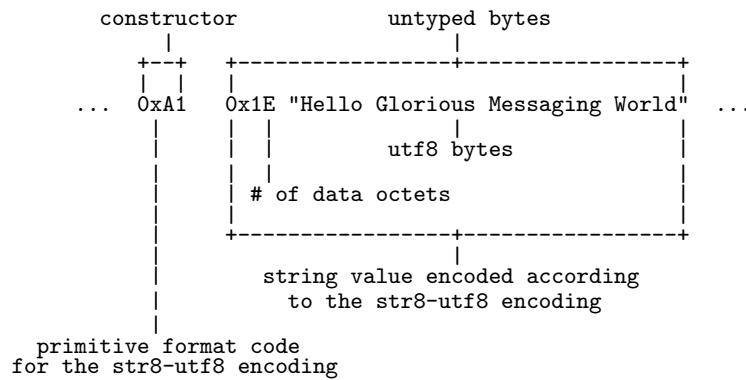 constructor untyped bytes
... 0xA1 0x1E "Hello Glorious Messaging World" ...
utf8 bytes
# of data octets
string value encoded according
to the str8-utf8 encoding
primitive format code
for the str8-utf8 encoding